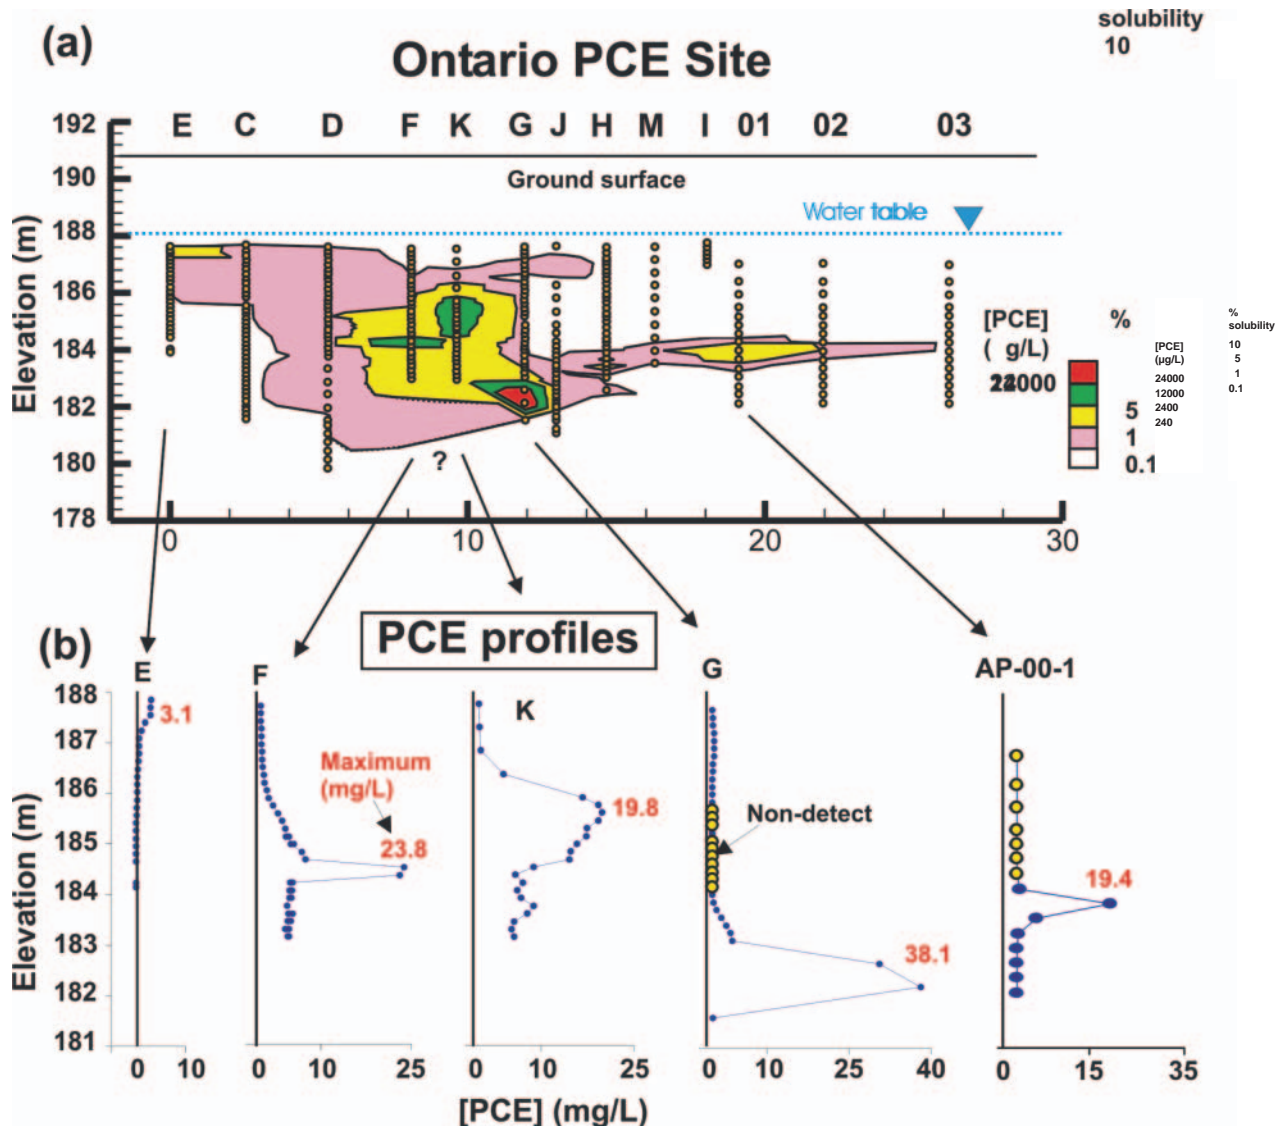 solubility
10
(a)
Ontario PCE Site
E C D F K G J H M I 01 02 03
192
190
188
186
184
182
180
178
Elevation (m)
Ground surface
Water table
?
0 10 20 30
[PCE] %
( g/L)
5
1
0.1
%
solubility
[PCE] 10
(µg/L) 5
24000 1
12000 0.1
2400
240
(b)
PCE profiles
E F K G AP-00-1
188
187
186
185
184
183
182
181
Elevation (m)
3.1
Maximum
(mg/L)
23.8
19.8
Non-detect
38.1
19.4
0 10 0 10 25 10 25 0 10 25 40 0 15 35
[PCE] (mg/L)